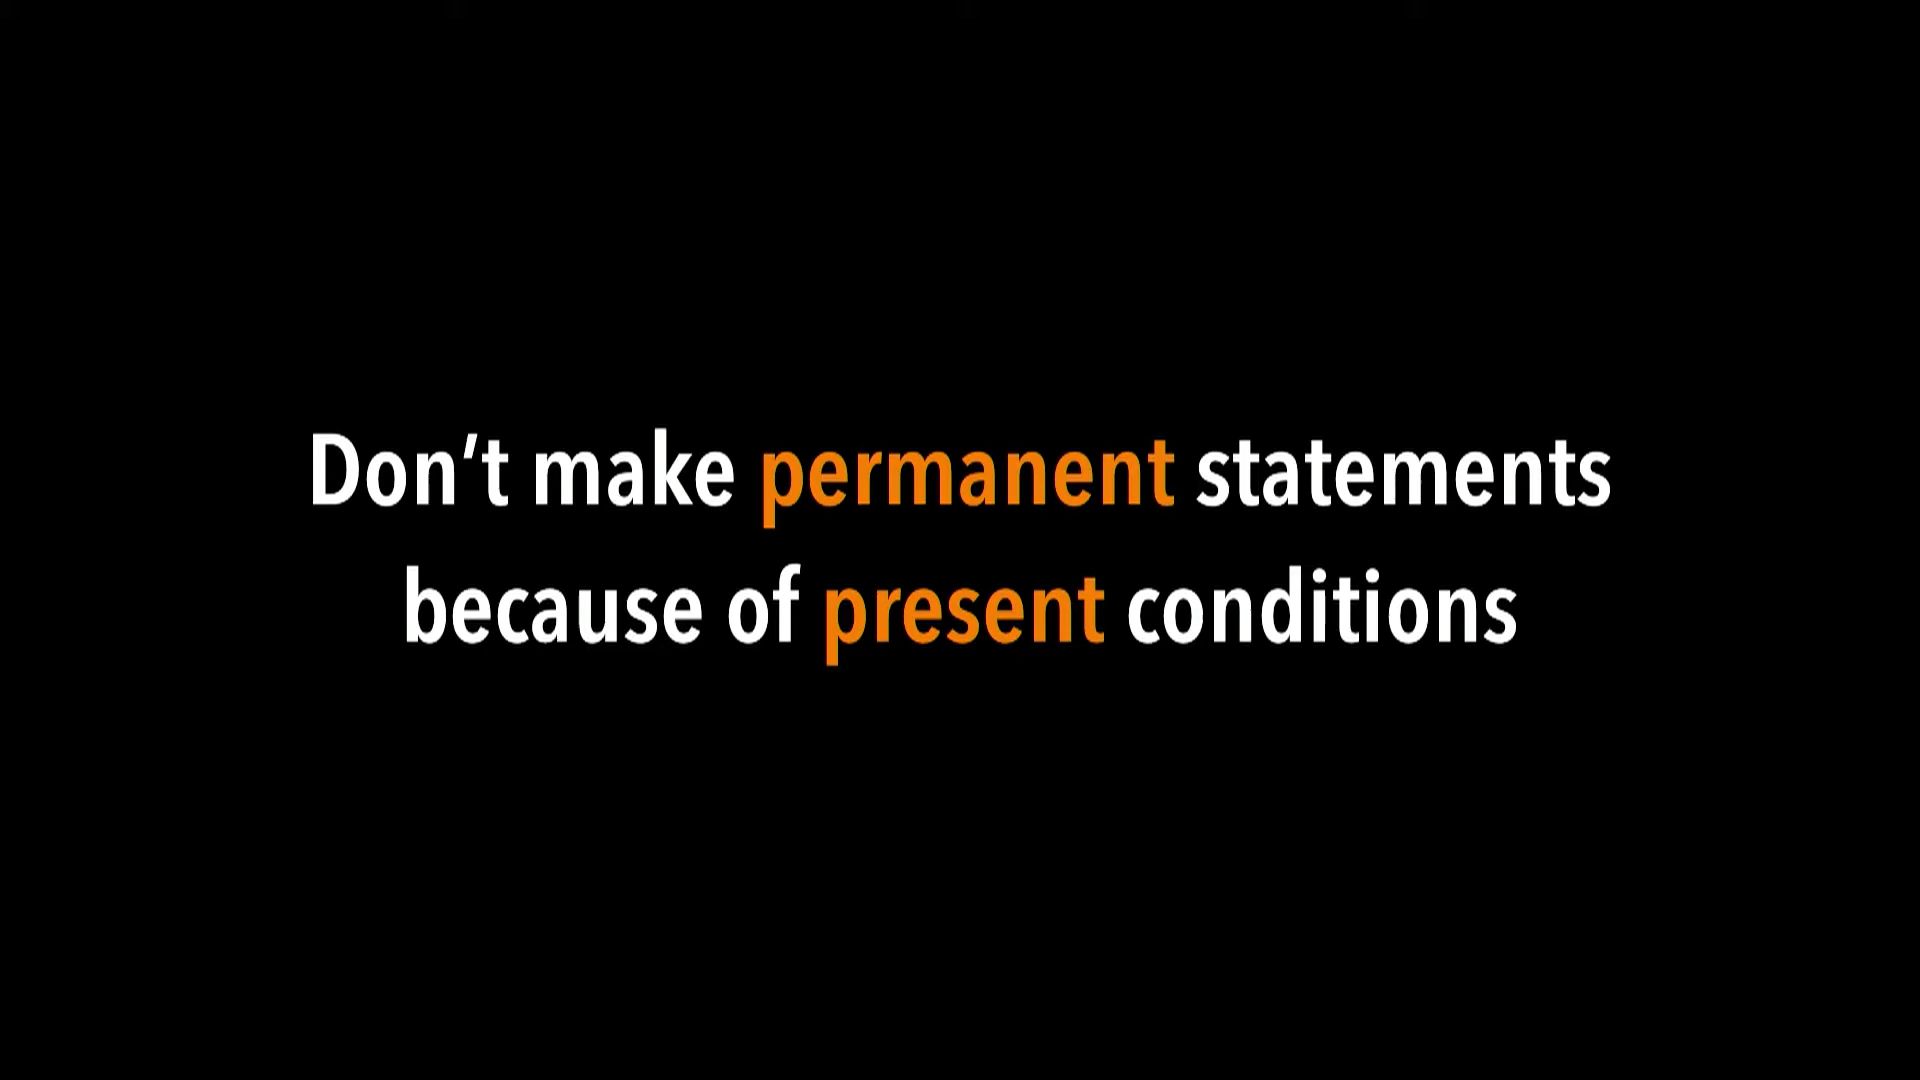 Don’t make permanent statements
because of present conditions